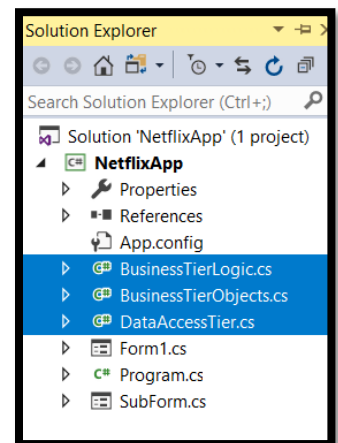 Solution Explorer
Search Solution Explorer (Ctrl+;)
Solution 'NetflixApp' (1 project)
C# NetflixApp
Properties
References
App.config
C# BusinessTierLogic.cs
C# BusinessTierObjects.cs
C# DataAccessTier.cs
Form1.cs
C# Program.cs
SubForm.cs